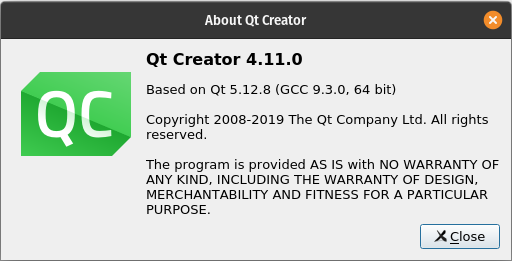 About Qt Creator
Qt Creator 4.11.0
Based on Qt 5.12.8 (GCC 9.3.0, 64 bit)
QC
Copyright 2008-2019 The Qt Company Ltd. All rights
reserved.
The program is provided AS IS with NO WARRANTY OF
ANY KIND, INCLUDING THE WARRANTY OF DESIGN,
MERCHANTABILITY AND FITNESS FOR A PARTICULAR
PURPOSE.
Close